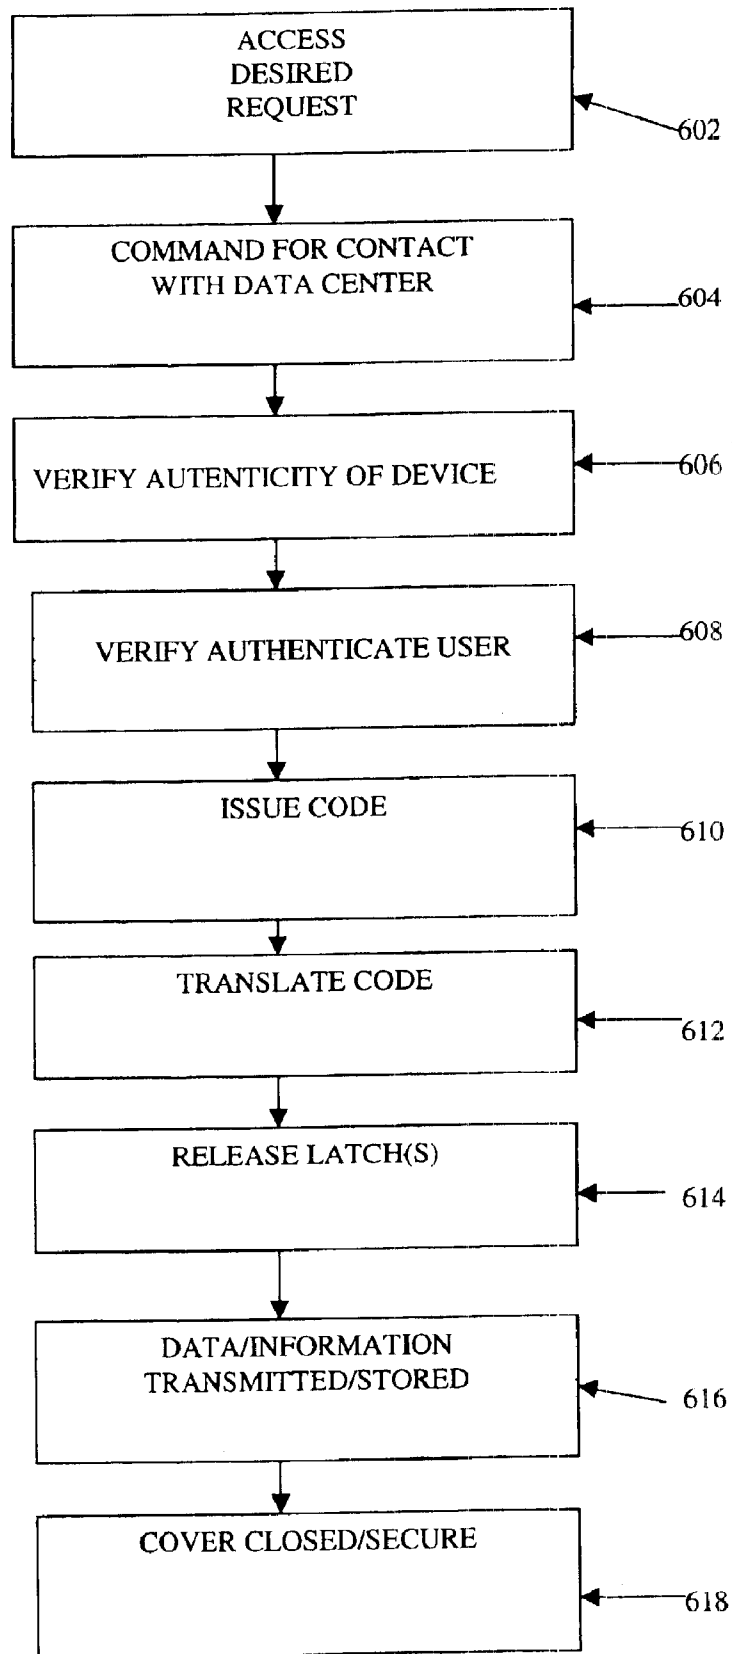 ACCESS
DESIRED
REQUEST
602
COMMAND FOR CONTACT
WITH DATA CENTER
604
VERIFY AUTENTICITY OF DEVICE
606
VERIFY AUTHENTICATE USER
608
ISSUE CODE
610
TRANSLATE CODE
612
RELEASE LATCH(S)
614
DATA/INFORMATION
TRANSMITTED/STORED
616
COVER CLOSED/SECURE
618